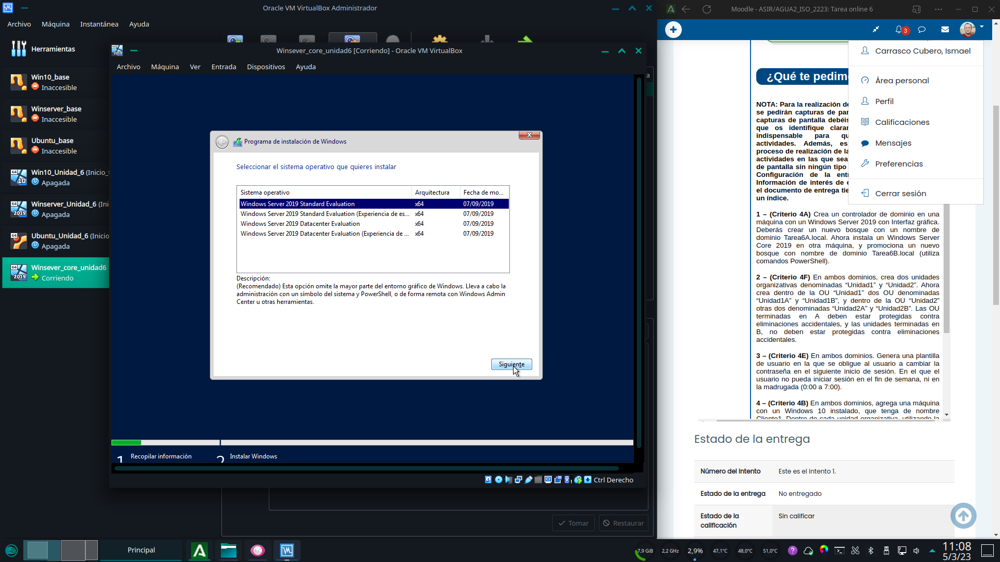 Oracle VM VirtualBox Administrador
Archivo Máquina Instantánea Ayuda
Herramientas
Win10_base
Inaccesible
Winserver_base
Inaccesible
Ubuntu_base
Inaccesible
Win10_Unidad_6 (Inicio_
Apagada
Winserver_Unidad_6 (Ini
Apagada
Ubuntu_Unidad_6 (Inicio
Apagada
Winsever_core_unidad6
Corriendo
Winsever_core_unidad6 [Corriendo] - Oracle VM VirtualBox
Archivo Máquina Ver Entrada Dispositivos Ayuda
Programa de instalación de Windows
Seleccionar el sistema operativo que quieres instalar
Sistema operativo Arquitectura Fecha de mo...
Windows Server 2019 Standard Evaluation x64 07/09/2019
Windows Server 2019 Standard Evaluation (Experiencia de es... x64 07/09/2019
Windows Server 2019 Datacenter Evaluation x64 07/09/2019
Windows Server 2019 Datacenter Evaluation (Experiencia de ... x64 07/09/2019
Descripción:
(Recomendado) Esta opción omite la mayor parte del entorno gráfico de Windows. Lleva a cabo la
administración con un símbolo del sistema y PowerShell, o de forma remota con Windows Admin
Center u otras herramientas.
Siguiente
1 Recopilar información 2 Instalar Windows
Ctrl Derecho
Tomar Restaurar
Moodle - ASIR/AGUA2_ISO_2223: Tarea online 6
3
Carrasco Cubero, Ismael
Área personal
Perfil
Calificaciones
Mensajes
Preferencias
Cerrar sesión
¿Qué te pedim
NOTA: Para la realización de
se pedirán capturas de par
capturas de pantalla debéis
que os identifique clarar
indispensable para qu
actividades. Además, es
proceso de realización de la
actividades en las que sea
de pantalla sin ningún tipo
Configuración de la ent
Información de interés de e
el documento de entrega tie
un índice.
1 – (Criterio 4A) Crea un controlador de dominio en una
máquina con un Windows Server 2019 con Interfaz gráfica.
Deberás crear un nuevo bosque con un nombre de
dominio Tarea6A.local. Ahora instala un Windows Server
Core 2019 en otra máquina, y promociona un nuevo
bosque con nombre de dominio Tarea6B.local (utiliza
comandos PowerShell).
2 – (Criterio 4F) En ambos dominios, crea dos unidades
organizativas denominadas “Unidad1” y “Unidad2”. Ahora
crea dentro de la OU “Unidad1” dos OU denominadas
“Unidad1A” y “Unidad1B”, y dentro de la OU “Unidad2”
otras dos denominadas “Unidad2A” y “Unidad2B”. Las OU
terminadas en A deben estar protegidas contra
eliminaciones accidentales, y las unidades terminadas en
B, no deben estar protegidas contra eliminaciones
accidentales.
3 – (Criterio 4E) En ambos dominios. Genera una plantilla
de usuario en la que se obligue al usuario a cambiar la
contraseña en el siguiente inicio de sesión. En el que el
usuario no pueda iniciar sesión en el fin de semana, ni en
la madrugada (0:00 a 7:00).
4 – (Criterio 4B) En ambos dominios, agrega una máquina
con un Windows 10 instalado, que tenga de nombre
Cliente1. Dentro de cada unidad organizativa, utilizando la
Estado de la entrega
Número del intento Este es el intento 1.
Estado de la entrega No entregado
Estado de la calificación Sin calificar
Principal
7,9 GiB 2,2 GHz 2,9% 47,1°C 48,0°C 51,0°C
11:08
5/3/23